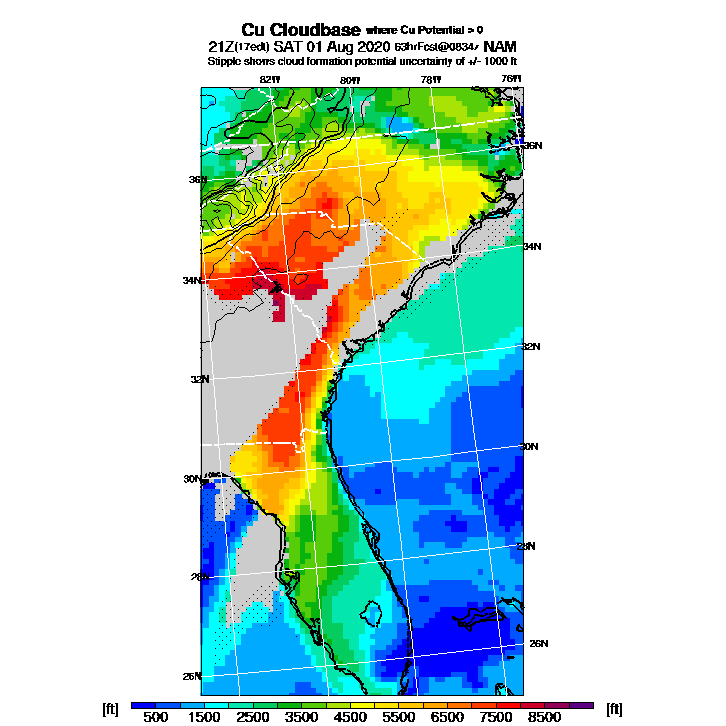 Cu Cloudbase where Cu Potential > 0
21Z(17edt) SAT 01 Aug 2020 63hrFcst@0834z NAM
Stipple shows cloud formation potential uncertainty of +/- 1000 ft
82W 80W 78W 76W
36N 36N
34N 34N
32N 32N
30N 30N
28N 28N
26N 26N
[ft] 500 1500 2500 3500 4500 5500 6500 7500 8500 [ft]